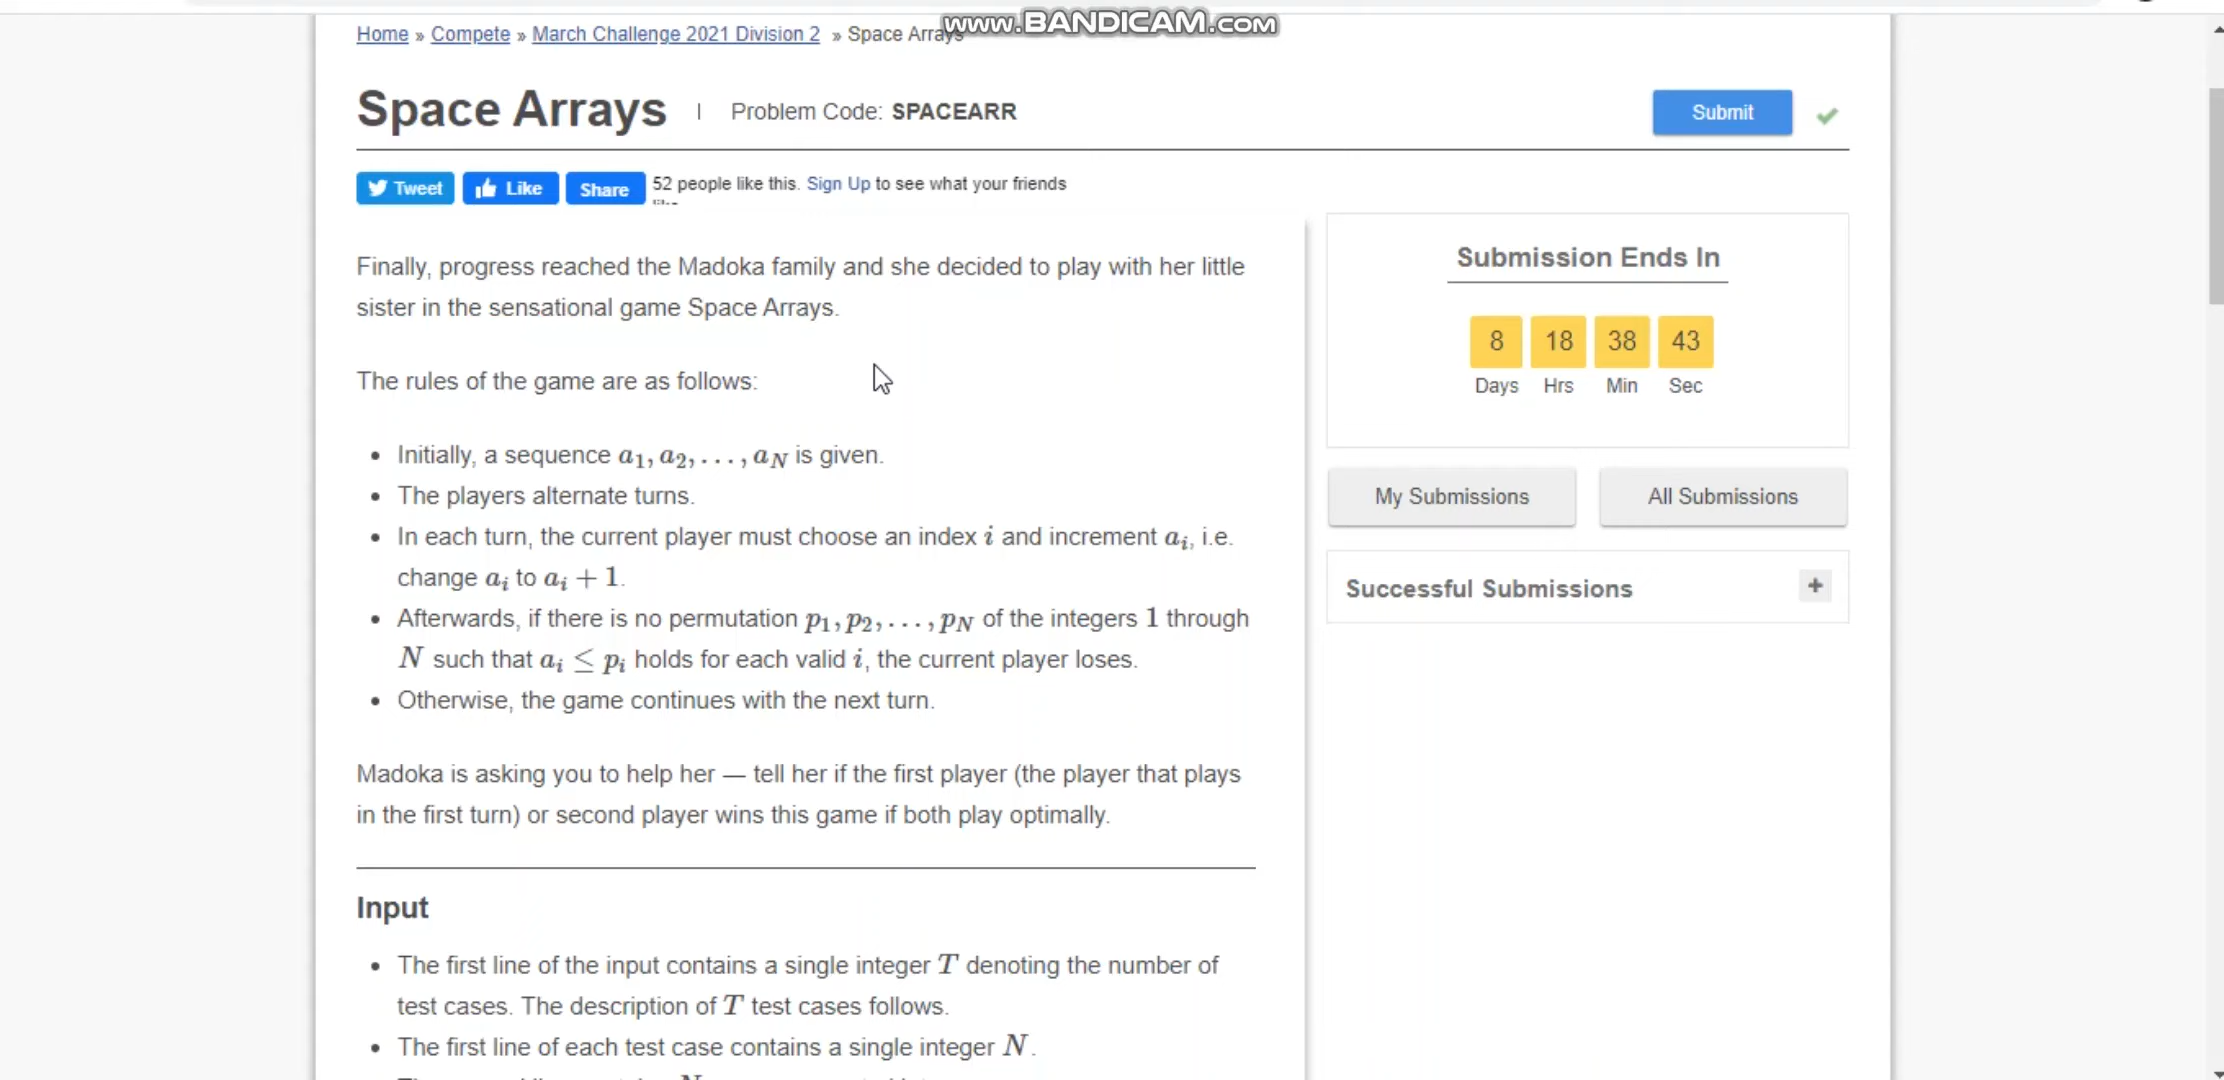 www.BANDICAM.com
Home » Compete » March Challenge 2021 Division 2 » Space Arrays
Space Arrays | Problem Code: SPACEARR
Submit
Tweet Like Share 52 people like this. Sign Up to see what your friends
Finally, progress reached the Madoka family and she decided to play with her little
sister in the sensational game Space Arrays.
The rules of the game are as follows:
• Initially, a sequence a₁, a₂, . . . , a_N is given.
• The players alternate turns.
• In each turn, the current player must choose an index i and increment a_i, i.e.
change a_i to a_i + 1.
• Afterwards, if there is no permutation p₁, p₂, . . . , p_N of the integers 1 through
N such that a_i ≤ p_i holds for each valid i, the current player loses.
• Otherwise, the game continues with the next turn.
Madoka is asking you to help her — tell her if the first player (the player that plays
in the first turn) or second player wins this game if both play optimally.
Input
• The first line of the input contains a single integer T denoting the number of
test cases. The description of T test cases follows.
• The first line of each test case contains a single integer N.
Submission Ends In
8 18 38 43
Days Hrs Min Sec
My Submissions All Submissions
Successful Submissions +